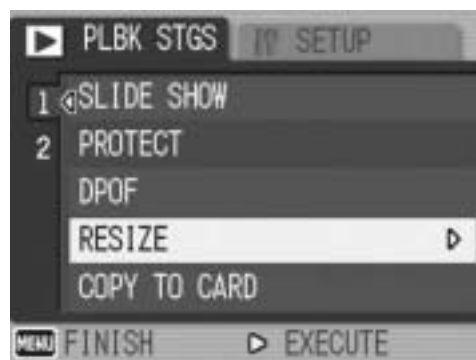 PLBK STGS SETUP
1 SLIDE SHOW
2 PROTECT
DPOF
RESIZE
COPY TO CARD
MENU FINISH EXECUTE